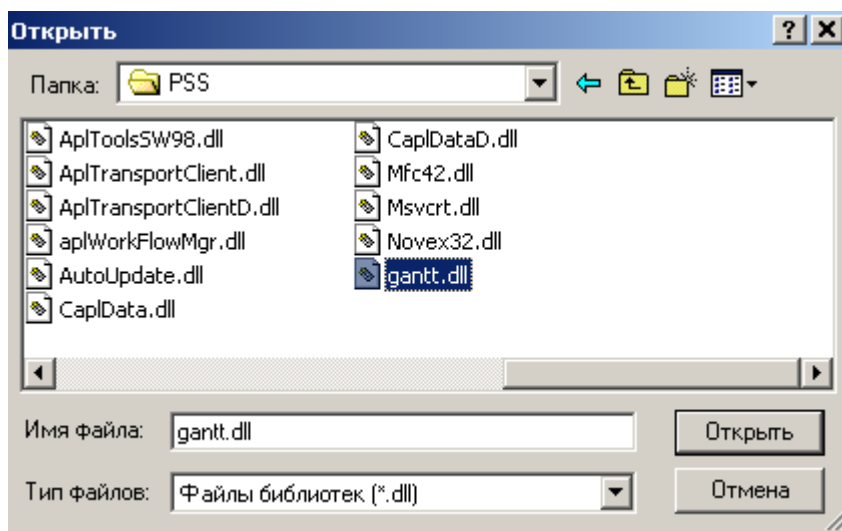 Открыть
Папка: PSS
AplToolsSW98.dll
AplTransportClient.dll
AplTransportClientD.dll
aplWorkFlowMgr.dll
AutoUpdate.dll
CaplData.dll
CaplDataD.dll
Mfc42.dll
Msvcrt.dll
Novex32.dll
gantt.dll
Имя файла: gantt.dll Открыть
Тип файлов: Файлы библиотек (*.dll) Отмена